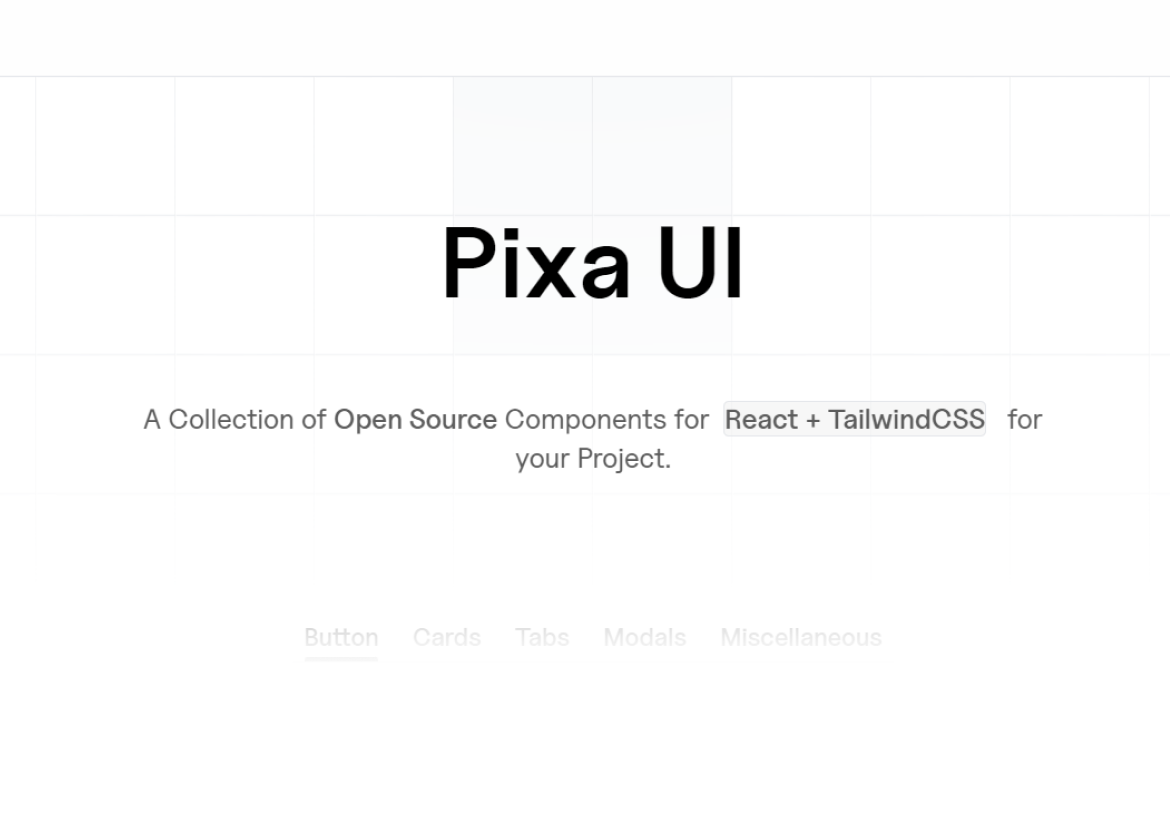 Pixa UI
A Collection of Open Source Components for React + TailwindCSS for
your Project.
Button Cards Tabs Modals Miscellaneous